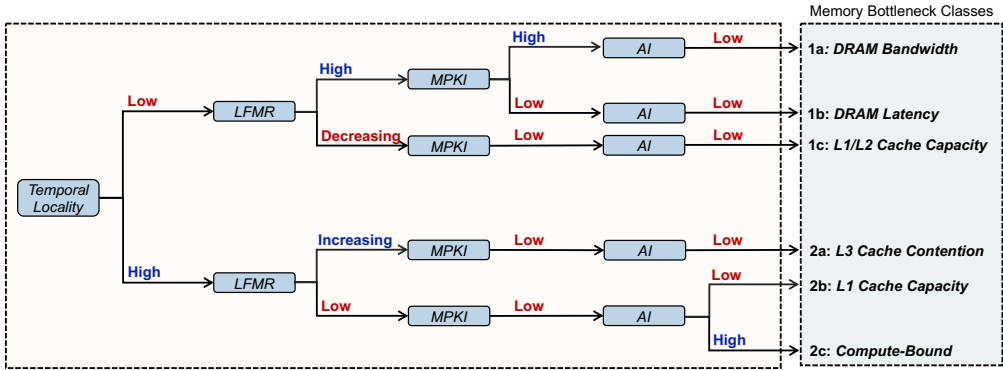 Memory Bottleneck Classes
High AI Low 1a: DRAM Bandwidth
High MPKI
Low LFMR Low AI Low 1b: DRAM Latency
Decreasing MPKI Low AI Low 1c: L1/L2 Cache Capacity
Temporal
Locality
Increasing MPKI Low AI Low 2a: L3 Cache Contention
High LFMR Low 2b: L1 Cache Capacity
Low MPKI Low AI
High 2c: Compute-Bound